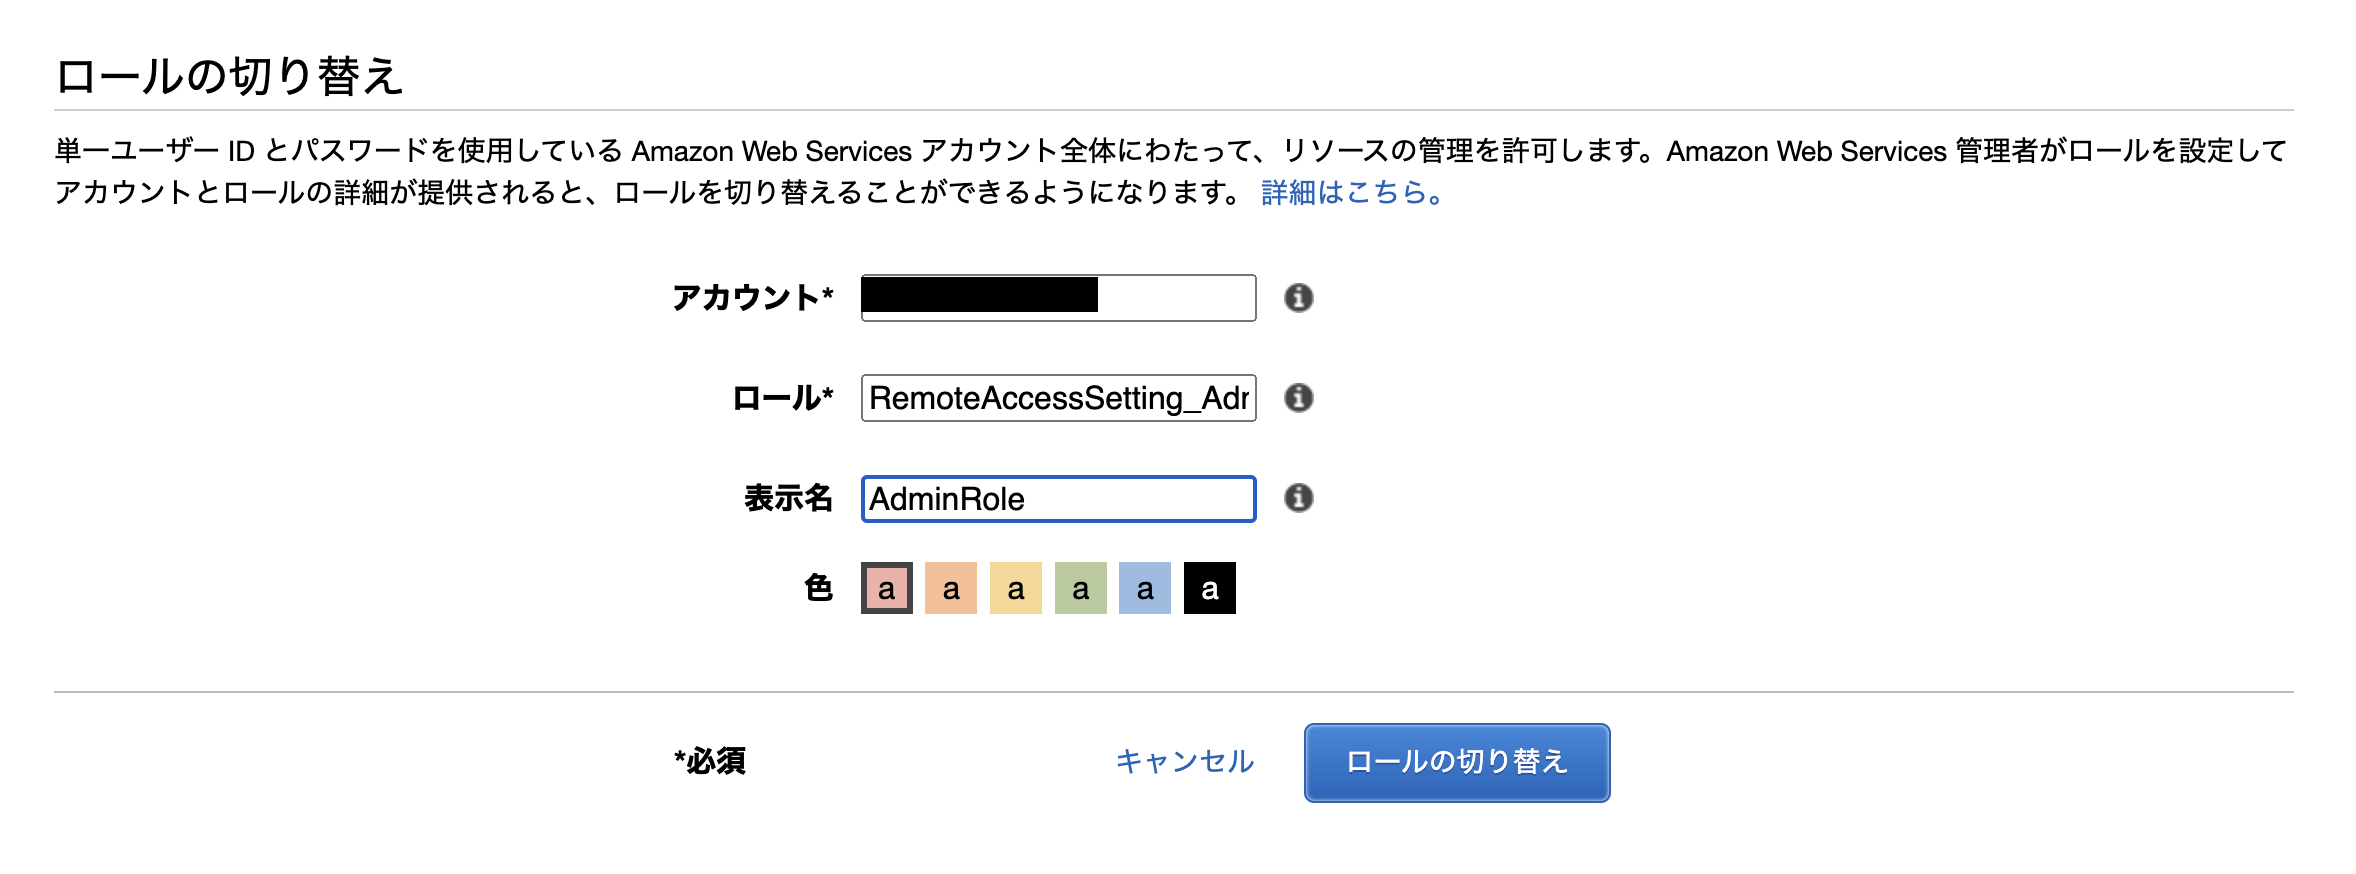 ロールの切り替え
単一ユーザー ID とパスワードを使用している Amazon Web Services アカウント全体にわたって、リソースの管理を許可します。Amazon Web Services 管理者がロールを設定して
アカウントとロールの詳細が提供されると、ロールを切り替えることができるようになります。 詳細はこちら。
アカウント*
ロール* RemoteAccessSetting_Adr
表示名 AdminRole
色 a a a a a a
*必須 キャンセル ロールの切り替え